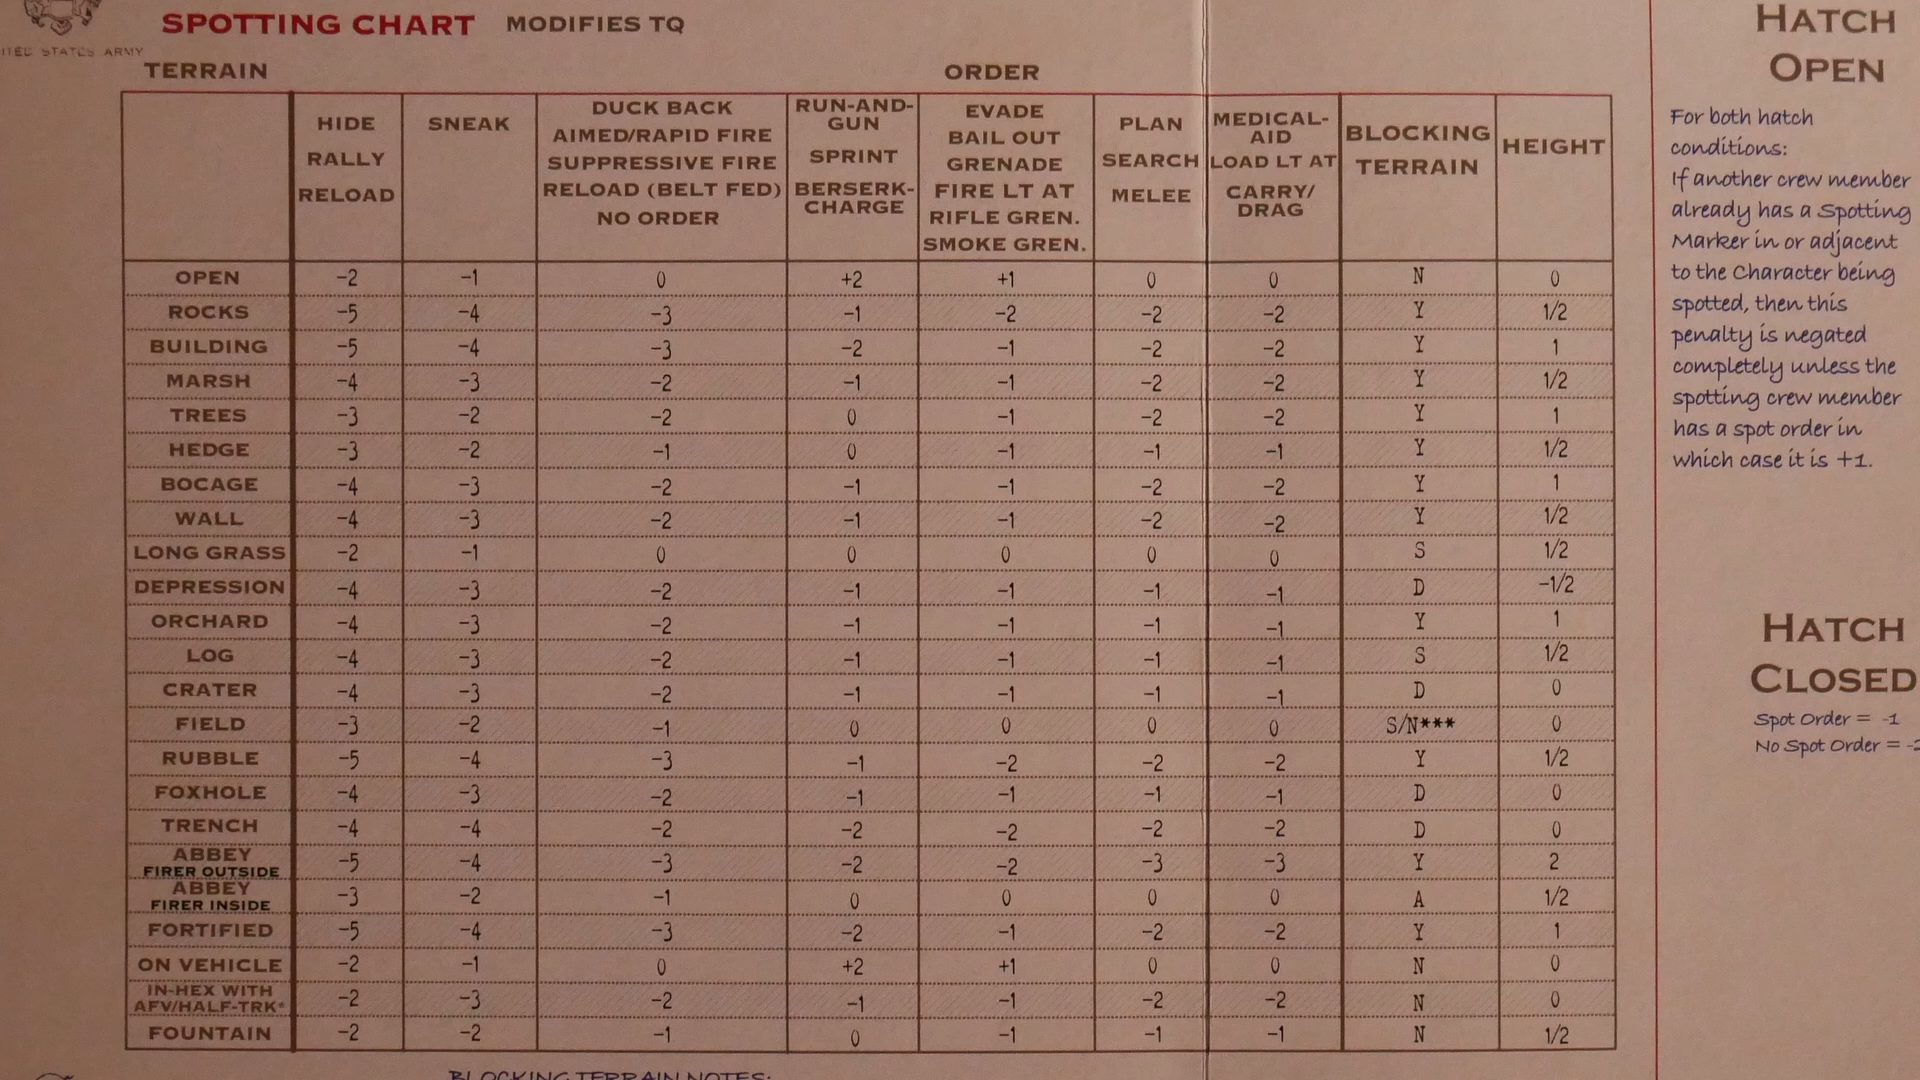 SPOTTING CHART MODIFIES TQ
STATES ARMY
TERRAIN ORDER
HIDE RALLY RELOAD | SNEAK | DUCK BACK AIMED/RAPID FIRE SUPPRESSIVE FIRE RELOAD (BELT FED) NO ORDER | RUN-AND-GUN SPRINT BERSERK-CHARGE | EVADE BAIL OUT GRENADE FIRE LT AT RIFLE GREN. SMOKE GREN. | PLAN SEARCH MELEE | MEDICAL-AID LOAD LT AT CARRY/DRAG | BLOCKING TERRAIN | HEIGHT
OPEN -2 -1 0 +2 +1 0 0 N 0
ROCKS -5 -4 -3 -1 -2 -2 -2 Y 1/2
BUILDING -5 -4 -3 -2 -1 -2 -2 Y 1
MARSH -4 -3 -2 -1 -1 -2 -2 Y 1/2
TREES -3 -2 -2 0 -1 -2 -2 Y 1
HEDGE -3 -2 -1 0 -1 -1 -1 Y 1/2
BOCAGE -4 -3 -2 -1 -1 -2 -2 Y 1
WALL -4 -3 -2 -1 -1 -2 -2 Y 1/2
LONG GRASS -2 -1 0 0 0 0 0 S 1/2
DEPRESSION -4 -3 -2 -1 -1 -1 -1 D -1/2
ORCHARD -4 -3 -2 -1 -1 -1 -1 Y 1
LOG -4 -3 -2 -1 -1 -1 -1 S 1/2
CRATER -4 -3 -2 -1 -1 -1 -1 D 0
FIELD -3 -2 -1 0 0 0 0 S/N*** 0
RUBBLE -5 -4 -3 -1 -2 -2 -2 Y 1/2
FOXHOLE -4 -3 -2 -1 -1 -1 -1 D 0
TRENCH -4 -4 -2 -2 -2 -2 -2 D 0
ABBEY FIRER OUTSIDE -5 -4 -3 -2 -2 -3 -3 Y 2
ABBEY FIRER INSIDE -3 -2 -1 0 0 0 0 A 1/2
FORTIFIED -5 -4 -3 -2 -1 -2 -2 Y 1
ON VEHICLE -2 -1 0 +2 +1 0 0 N 0
IN-HEX WITH AFV/HALF-TRK* -2 -3 -2 -1 -1 -2 -2 N 0
FOUNTAIN -2 -2 -1 0 -1 -1 -1 N 1/2
BLOCKING TERRAIN NOTES:
HATCH
OPEN
For both hatch
conditions:
If another crew member
already has a Spotting
Marker in or adjacent
to the Character being
spotted, then this
penalty is negated
completely unless the
spotting crew member
has a spot order in
which case it is +1.
HATCH
CLOSED
Spot Order = -1
No Spot Order =